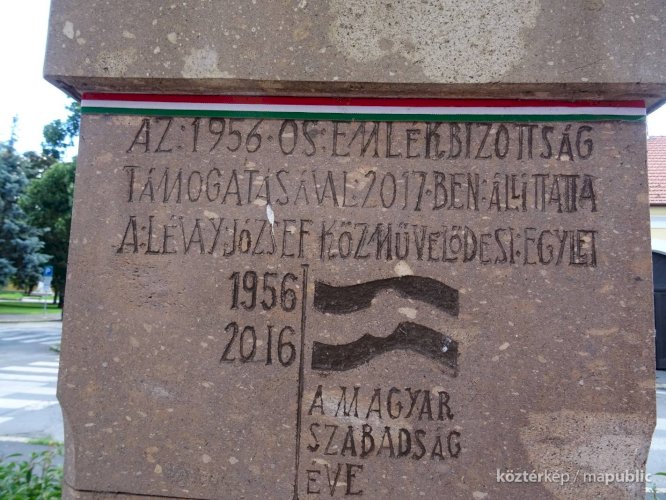 AZ:1956·OS·EMLÉKBIZOTTSÁG
TÁMOGATÁSÁVAL 2017·BEN:ÁLLÍTTATTA
A:LÉVAY:JÓZSEF KÖZMŰVELŐDÉSI:EGYLET
1956
2016
A MAGYAR
SZABADSÁG
ÉVE
köztérkép / mapublic